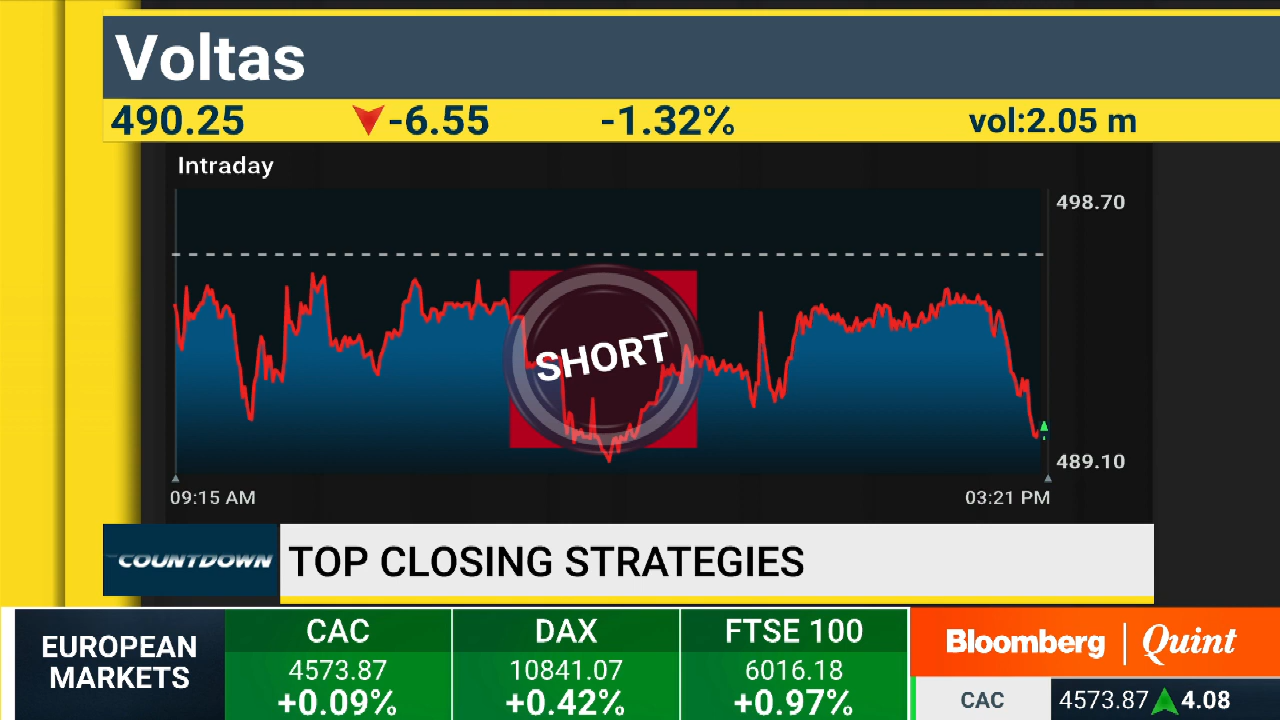 Voltas
490.25 -6.55 -1.32% vol:2.05 m
Intraday
498.70
SHORT
489.10
09:15 AM 03:21 PM
COUNTDOWN TOP CLOSING STRATEGIES
EUROPEAN
MARKETS
CAC
4573.87
+0.09%
DAX
10841.07
+0.42%
FTSE 100
6016.18
+0.97%
Bloomberg | Quint
CAC 4573.87 4.08